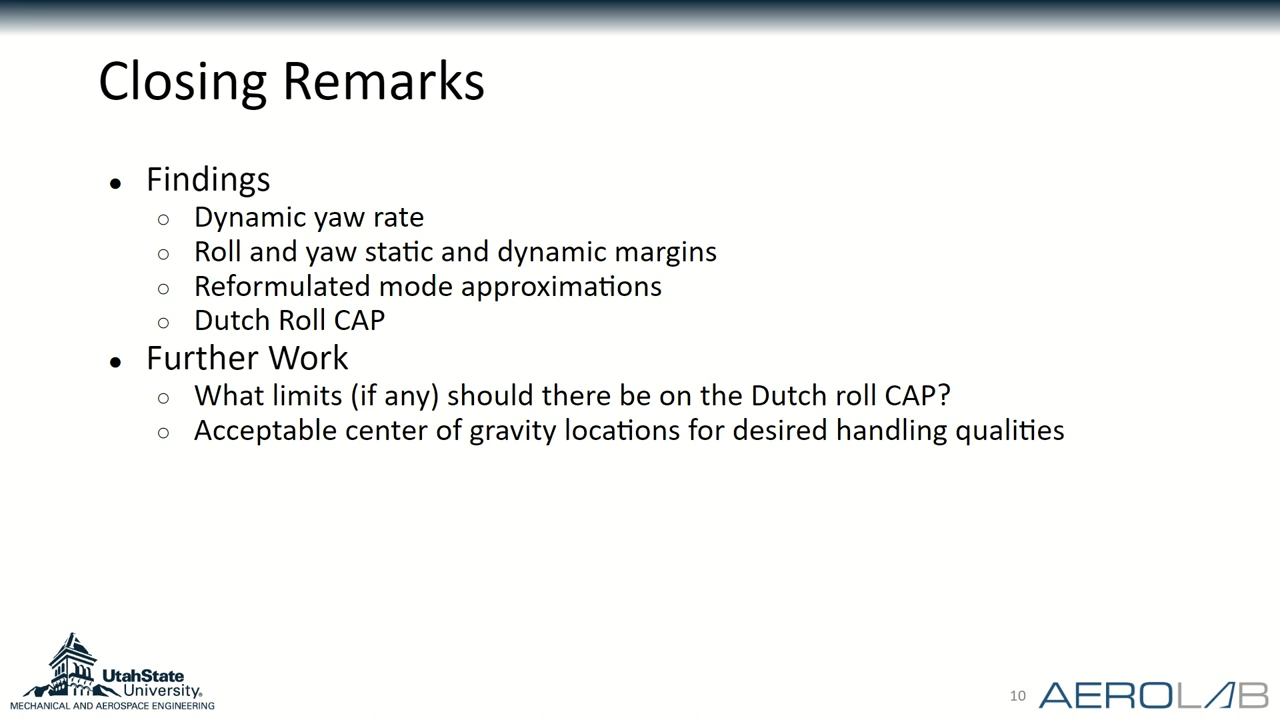 Closing Remarks
● Findings
○ Dynamic yaw rate
○ Roll and yaw static and dynamic margins
○ Reformulated mode approximations
○ Dutch Roll CAP
● Further Work
○ What limits (if any) should there be on the Dutch roll CAP?
○ Acceptable center of gravity locations for desired handling qualities
UtahState
University®
MECHANICAL AND AEROSPACE ENGINEERING
10
AEROLAB